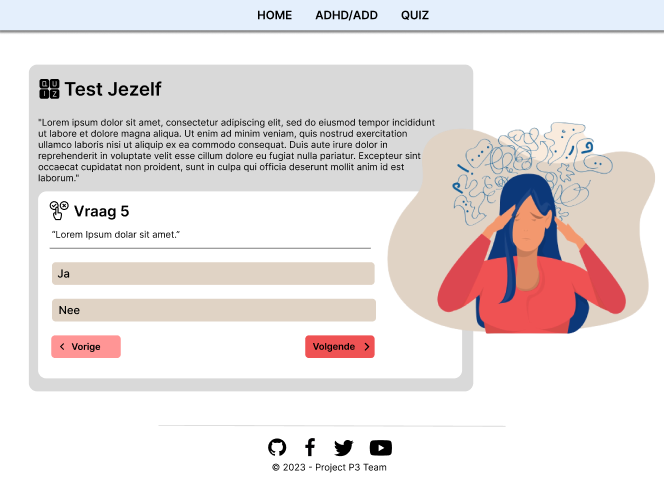 HOME ADHD/ADD QUIZ
QUIZ
Test Jezelf
"Lorem ipsum dolor sit amet, consectetur adipiscing elit, sed do eiusmod tempor incididunt
ut labore et dolore magna aliqua. Ut enim ad minim veniam, quis nostrud exercitation
ullamco laboris nisi ut aliquip ex ea commodo consequat. Duis aute irure dolor in
reprehenderit in voluptate velit esse cillum dolore eu fugiat nulla pariatur. Excepteur sint
occaecat cupidatat non proident, sunt in culpa qui officia deserunt mollit anim id est
laborum."
Vraag 5
"Lorem Ipsum dolar sit amet."
Ja
Nee
Vorige
Volgende
© 2023 - Project P3 Team